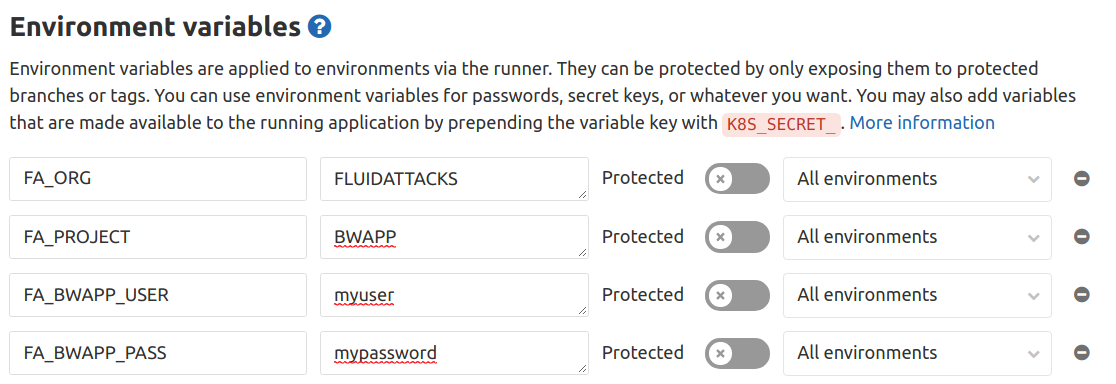 Environment variables ?
Environment variables are applied to environments via the runner. They can be protected by only exposing them to protected
branches or tags. You can use environment variables for passwords, secret keys, or whatever you want. You may also add variables
that are made available to the running application by prepending the variable key with K8S_SECRET_. More information
FA_ORG FLUIDATTACKS Protected All environments
FA_PROJECT BWAPP Protected All environments
FA_BWAPP_USER myuser Protected All environments
FA_BWAPP_PASS mypassword Protected All environments